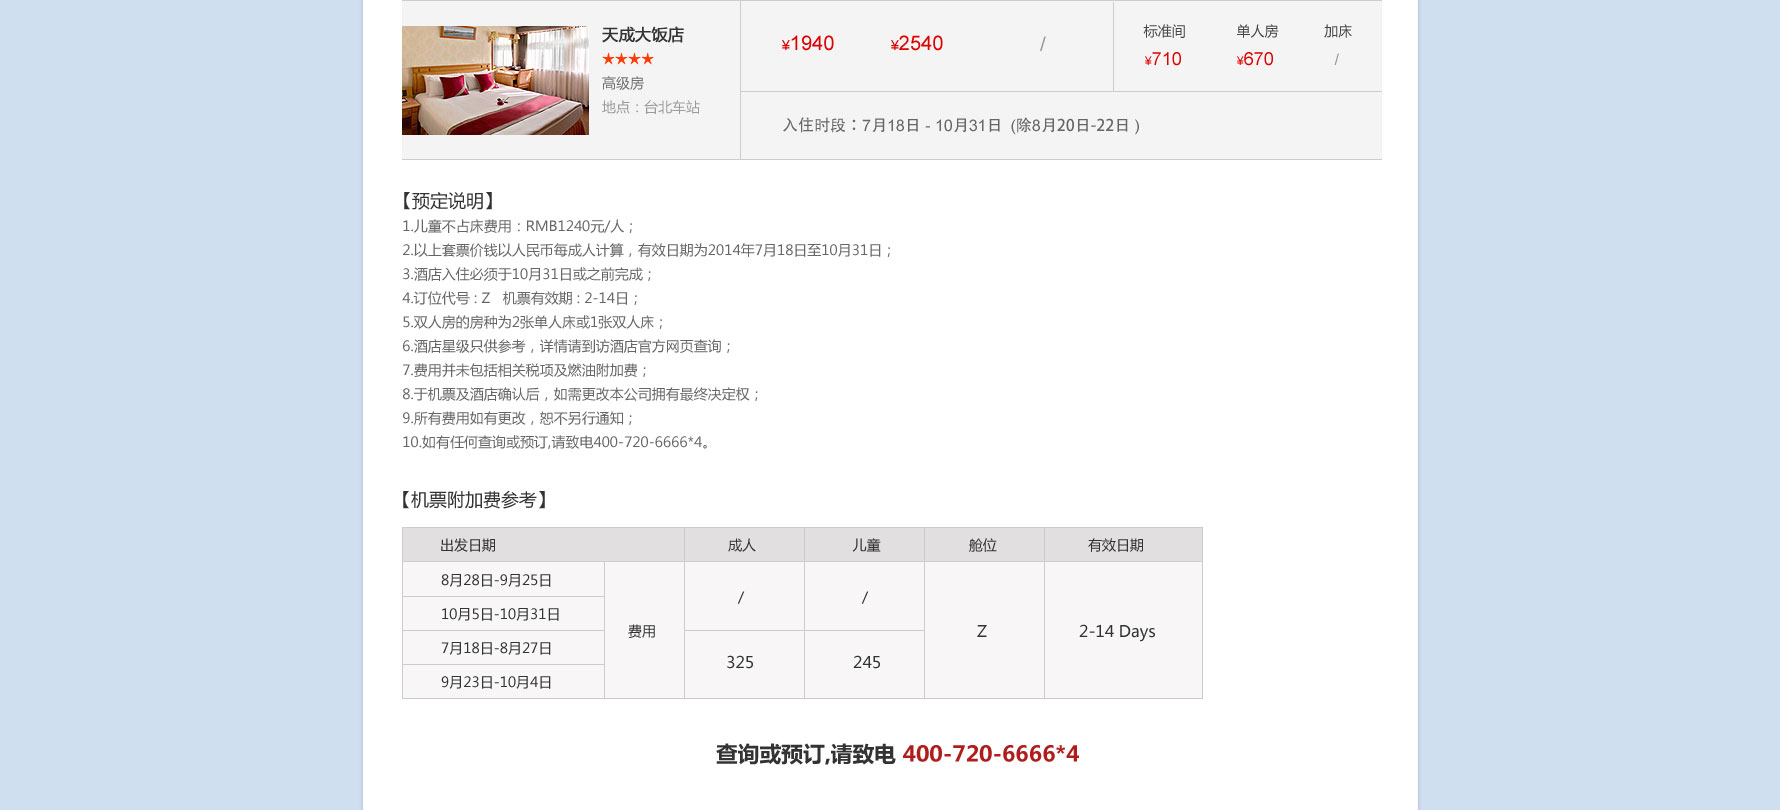 天成大饭店
★★★★
高级房
地点：台北车站
¥1940 ¥2540 /
标准间 单人房 加床
¥710 ¥670 /
入住时段：7月18日 - 10月31日 (除8月20日-22日 )
【预定说明】
1.儿童不占床费用：RMB1240元/人；
2.以上套票价钱以人民币每成人计算，有效日期为2014年7月18日至10月31日；
3.酒店入住必须于10月31日或之前完成；
4.订位代号 : Z 机票有效期 : 2-14日；
5.双人房的房种为2张单人床或1张双人床；
6.酒店星级只供参考，详情请到访酒店官方网页查询；
7.费用并未包括相关税项及燃油附加费；
8.于机票及酒店确认后，如需更改本公司拥有最终决定权；
9.所有费用如有更改，恕不另行通知；
10.如有任何查询或预订,请致电400-720-6666*4。
【机票附加费参考】
出发日期 成人 儿童 舱位 有效日期
8月28日-9月25日
/ /
10月5日-10月31日
费用 Z 2-14 Days
7月18日-8月27日
325 245
9月23日-10月4日
查询或预订,请致电 400-720-6666*4